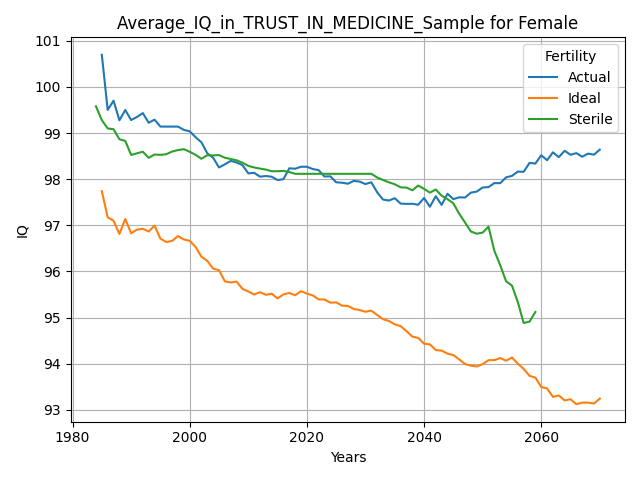 Average_IQ_in_TRUST_IN_MEDICINE_Sample for Female
101
100
99
98
97
96
95
94
93
IQ
Fertility
Actual
Ideal
Sterile
1980
2000
2020
2040
2060
Years